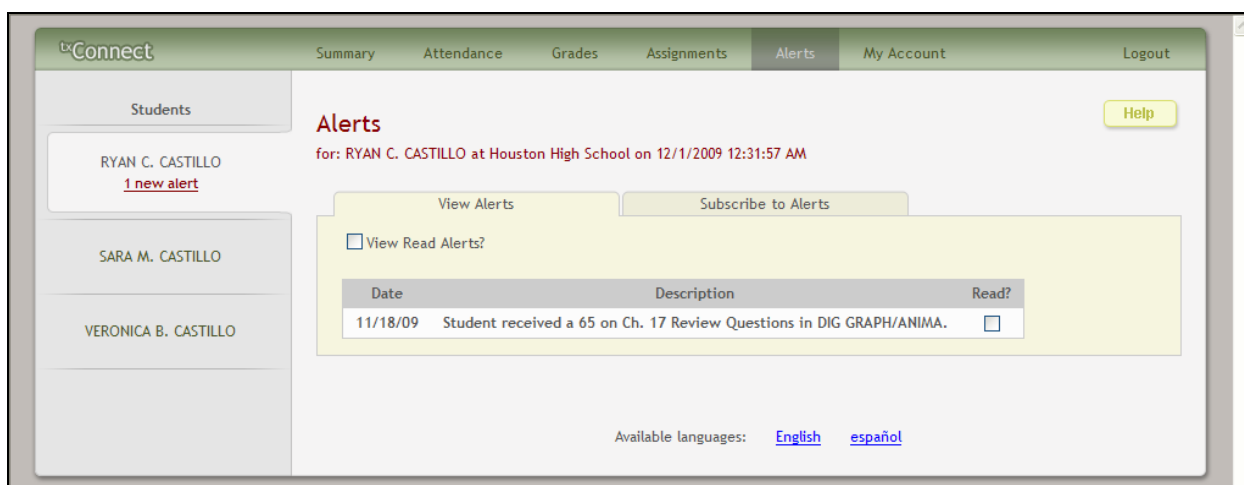 txConnect
Summary Attendance Grades Assignments Alerts My Account Logout
Students
RYAN C. CASTILLO
1 new alert
SARA M. CASTILLO
VERONICA B. CASTILLO
Alerts
Help
for: RYAN C. CASTILLO at Houston High School on 12/1/2009 12:31:57 AM
View Alerts Subscribe to Alerts
View Read Alerts?
Date Description Read?
11/18/09 Student received a 65 on Ch. 17 Review Questions in DIG GRAPH/ANIMA.
Available languages: English español